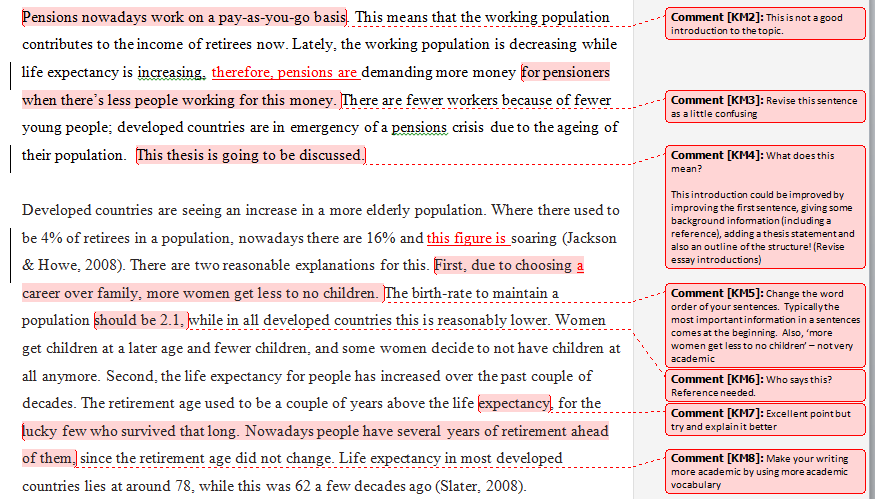 Pensions nowadays work on a pay-as-you-go basis. This means that the working population
contributes to the income of retirees now. Lately, the working population is decreasing while
life expectancy is increasing, therefore, pensions are demanding more money for pensioners
when there's less people working for this money. There are fewer workers because of fewer
young people; developed countries are in emergency of a pensions crisis due to the ageing of
their population. This thesis is going to be discussed.
Developed countries are seeing an increase in a more elderly population. Where there used to
be 4% of retirees in a population, nowadays there are 16% and this figure is soaring (Jackson
& Howe, 2008). There are two reasonable explanations for this. First, due to choosing a
career over family, more women get less to no children. The birth-rate to maintain a
population should be 2.1, while in all developed countries this is reasonably lower. Women
get children at a later age and fewer children, and some women decide to not have children at
all anymore. Second, the life expectancy for people has increased over the past couple of
decades. The retirement age used to be a couple of years above the life expectancy, for the
lucky few who survived that long. Nowadays people have several years of retirement ahead
of them, since the retirement age did not change. Life expectancy in most developed
countries lies at around 78, while this was 62 a few decades ago (Slater, 2008).
Comment [KM2]: This is not a good
introduction to the topic.
Comment [KM3]: Revise this sentence
as a little confusing
Comment [KM4]: What does this
mean?
This introduction could be improved by
improving the first sentence, giving some
background information (including a
reference), adding a thesis statement and
also an outline of the structure! (Revise
essay introductions)
Comment [KM5]: Change the word
order of your sentences. Typically the
most important information in a sentences
comes at the beginning. Also, 'more
women get less to no children' – not very
academic
Comment [KM6]: Who says this?
Reference needed.
Comment [KM7]: Excellent point but
try and explain it better
Comment [KM8]: Make your writing
more academic by using more academic
vocabulary